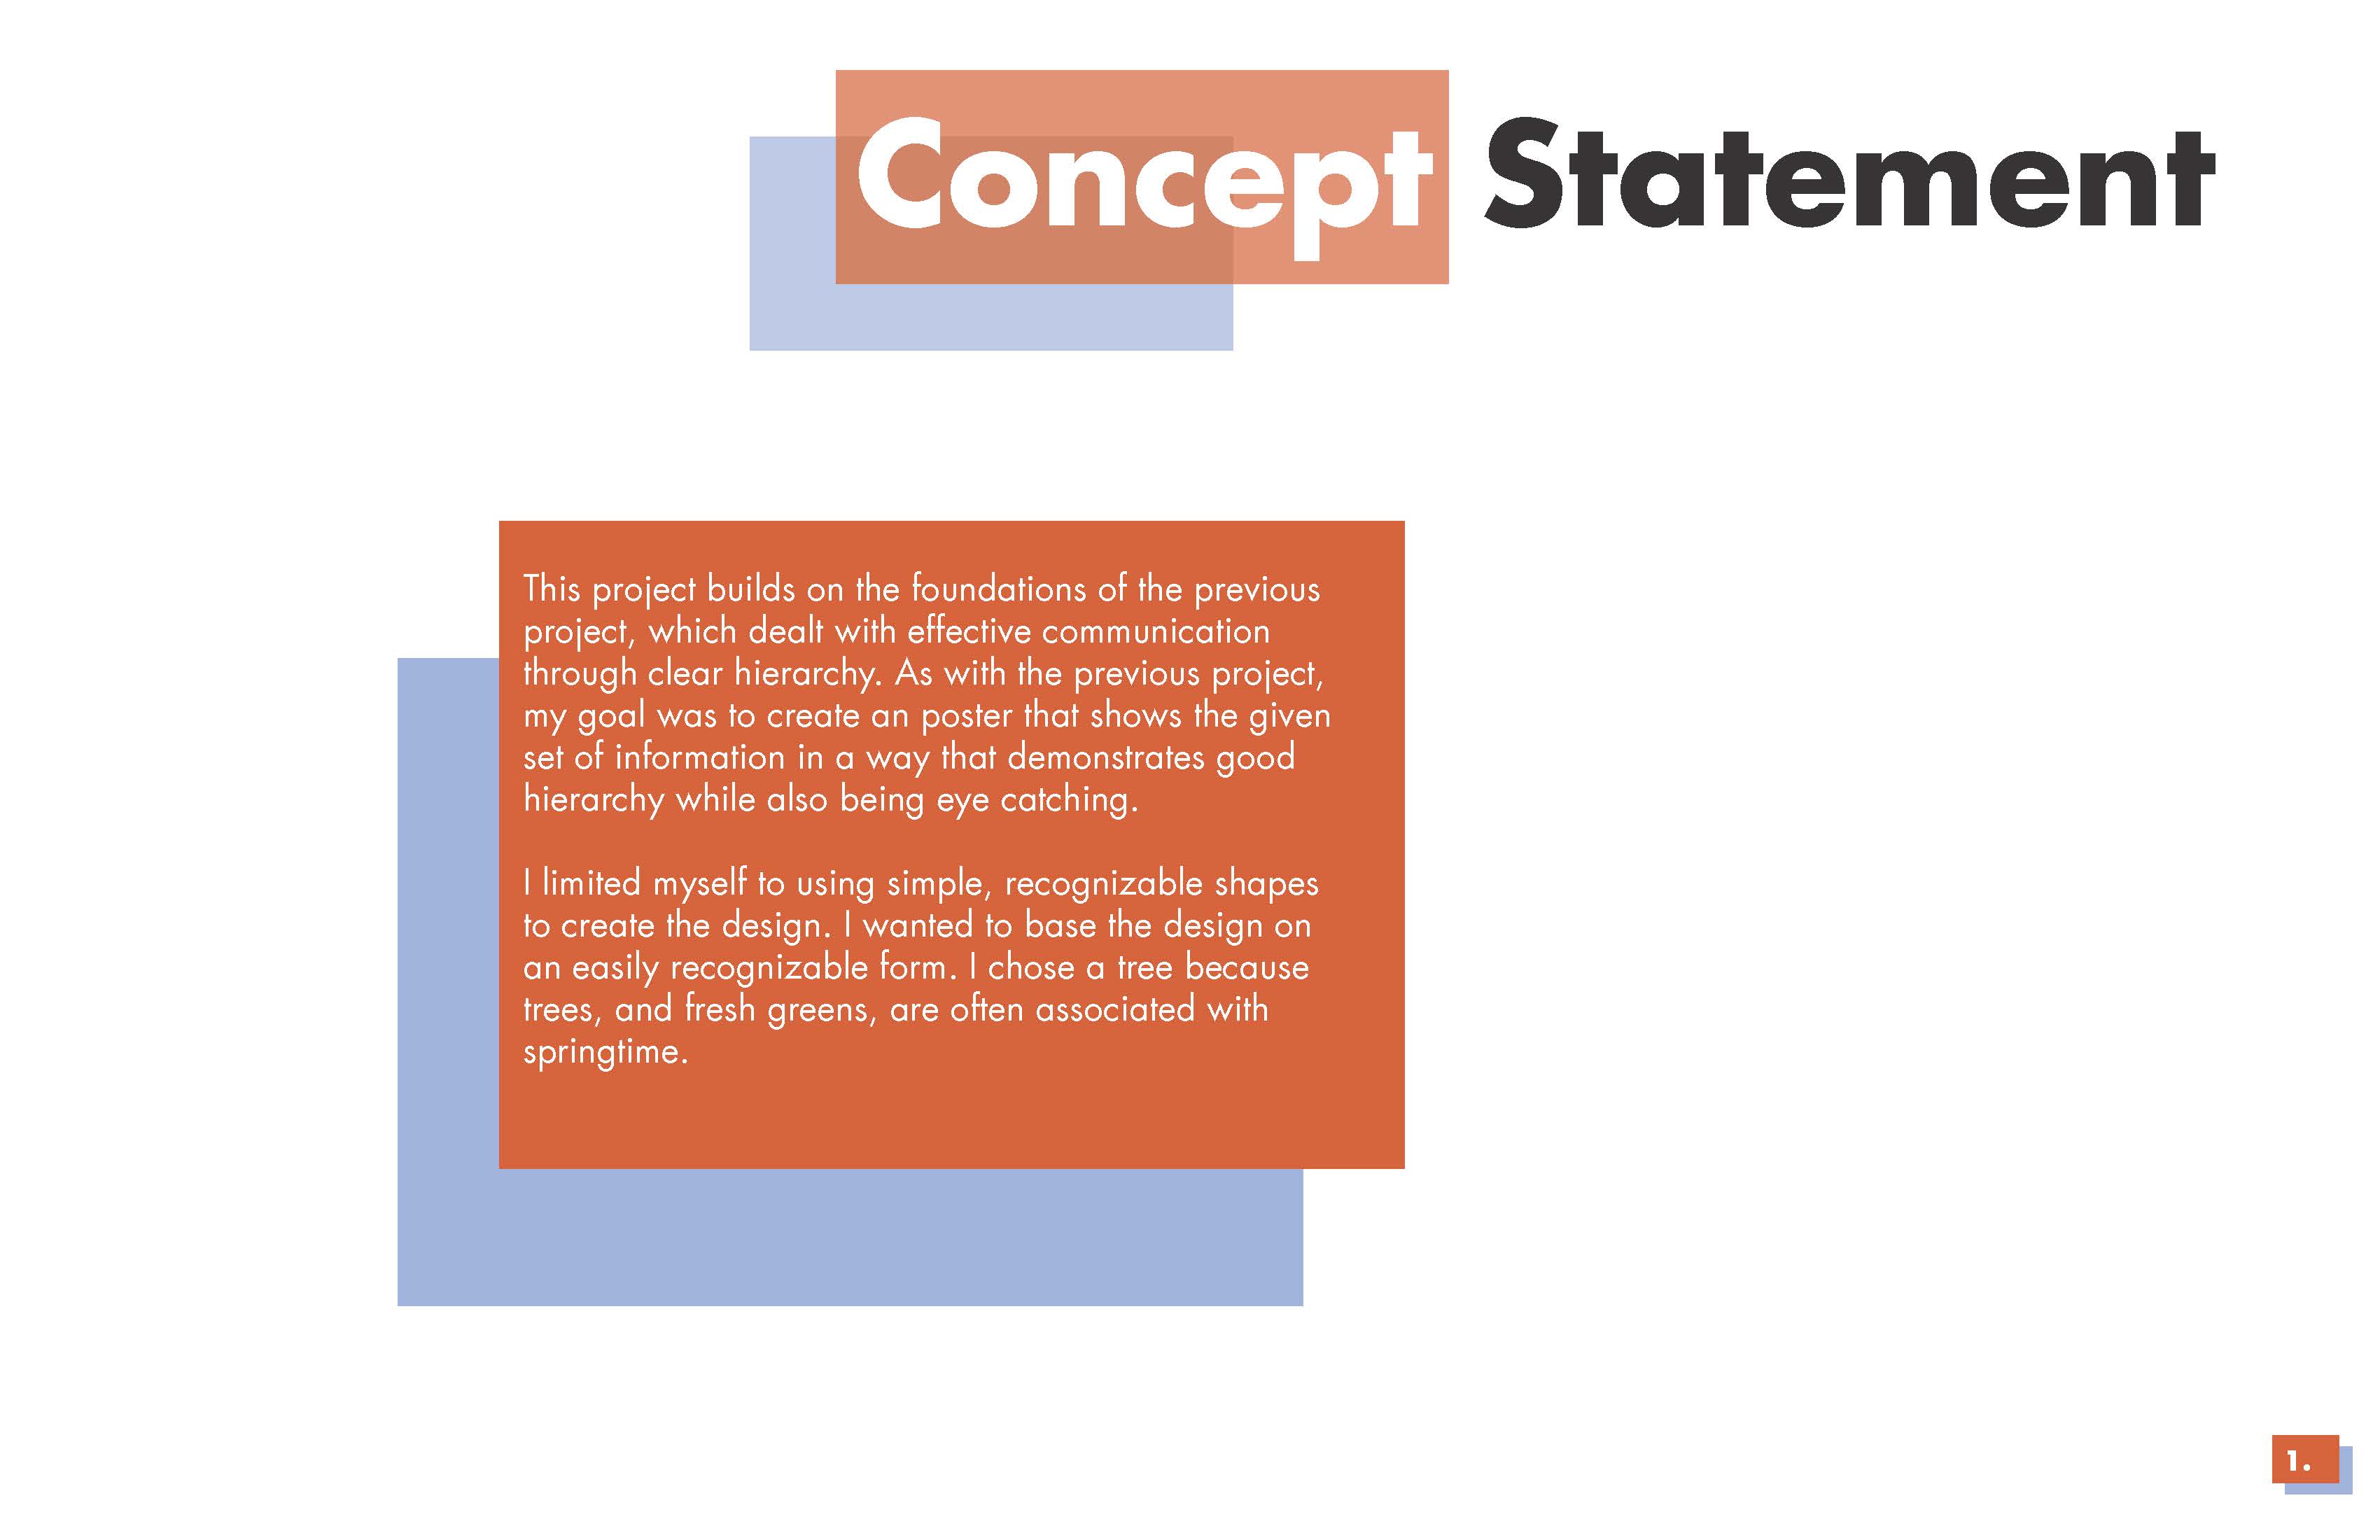 Concept Statement
This project builds on the foundations of the previous
project, which dealt with effective communication
through clear hierarchy. As with the previous project,
my goal was to create an poster that shows the given
set of information in a way that demonstrates good
hierarchy while also being eye catching.
I limited myself to using simple, recognizable shapes
to create the design. I wanted to base the design on
an easily recognizable form. I chose a tree because
trees, and fresh greens, are often associated with
springtime.
1.